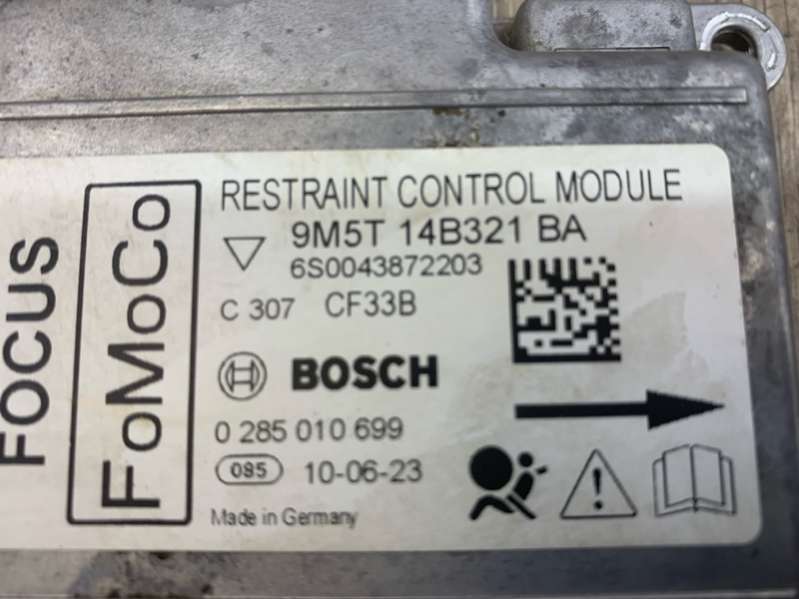 FOCUS
FoMoCo
RESTRAINT CONTROL MODULE
9M5T 14B321 BA
6S0043872203
C 307 CF33B
BOSCH
0 285 010 699
085 10-06-23
Made in Germany